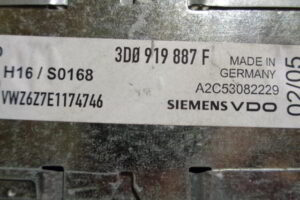 3D0 919 887 F
MADE IN
GERMANY
H16 / S0168
A2C53082229
VWZ6Z7E1174746
SIEMENS VDO
02/05